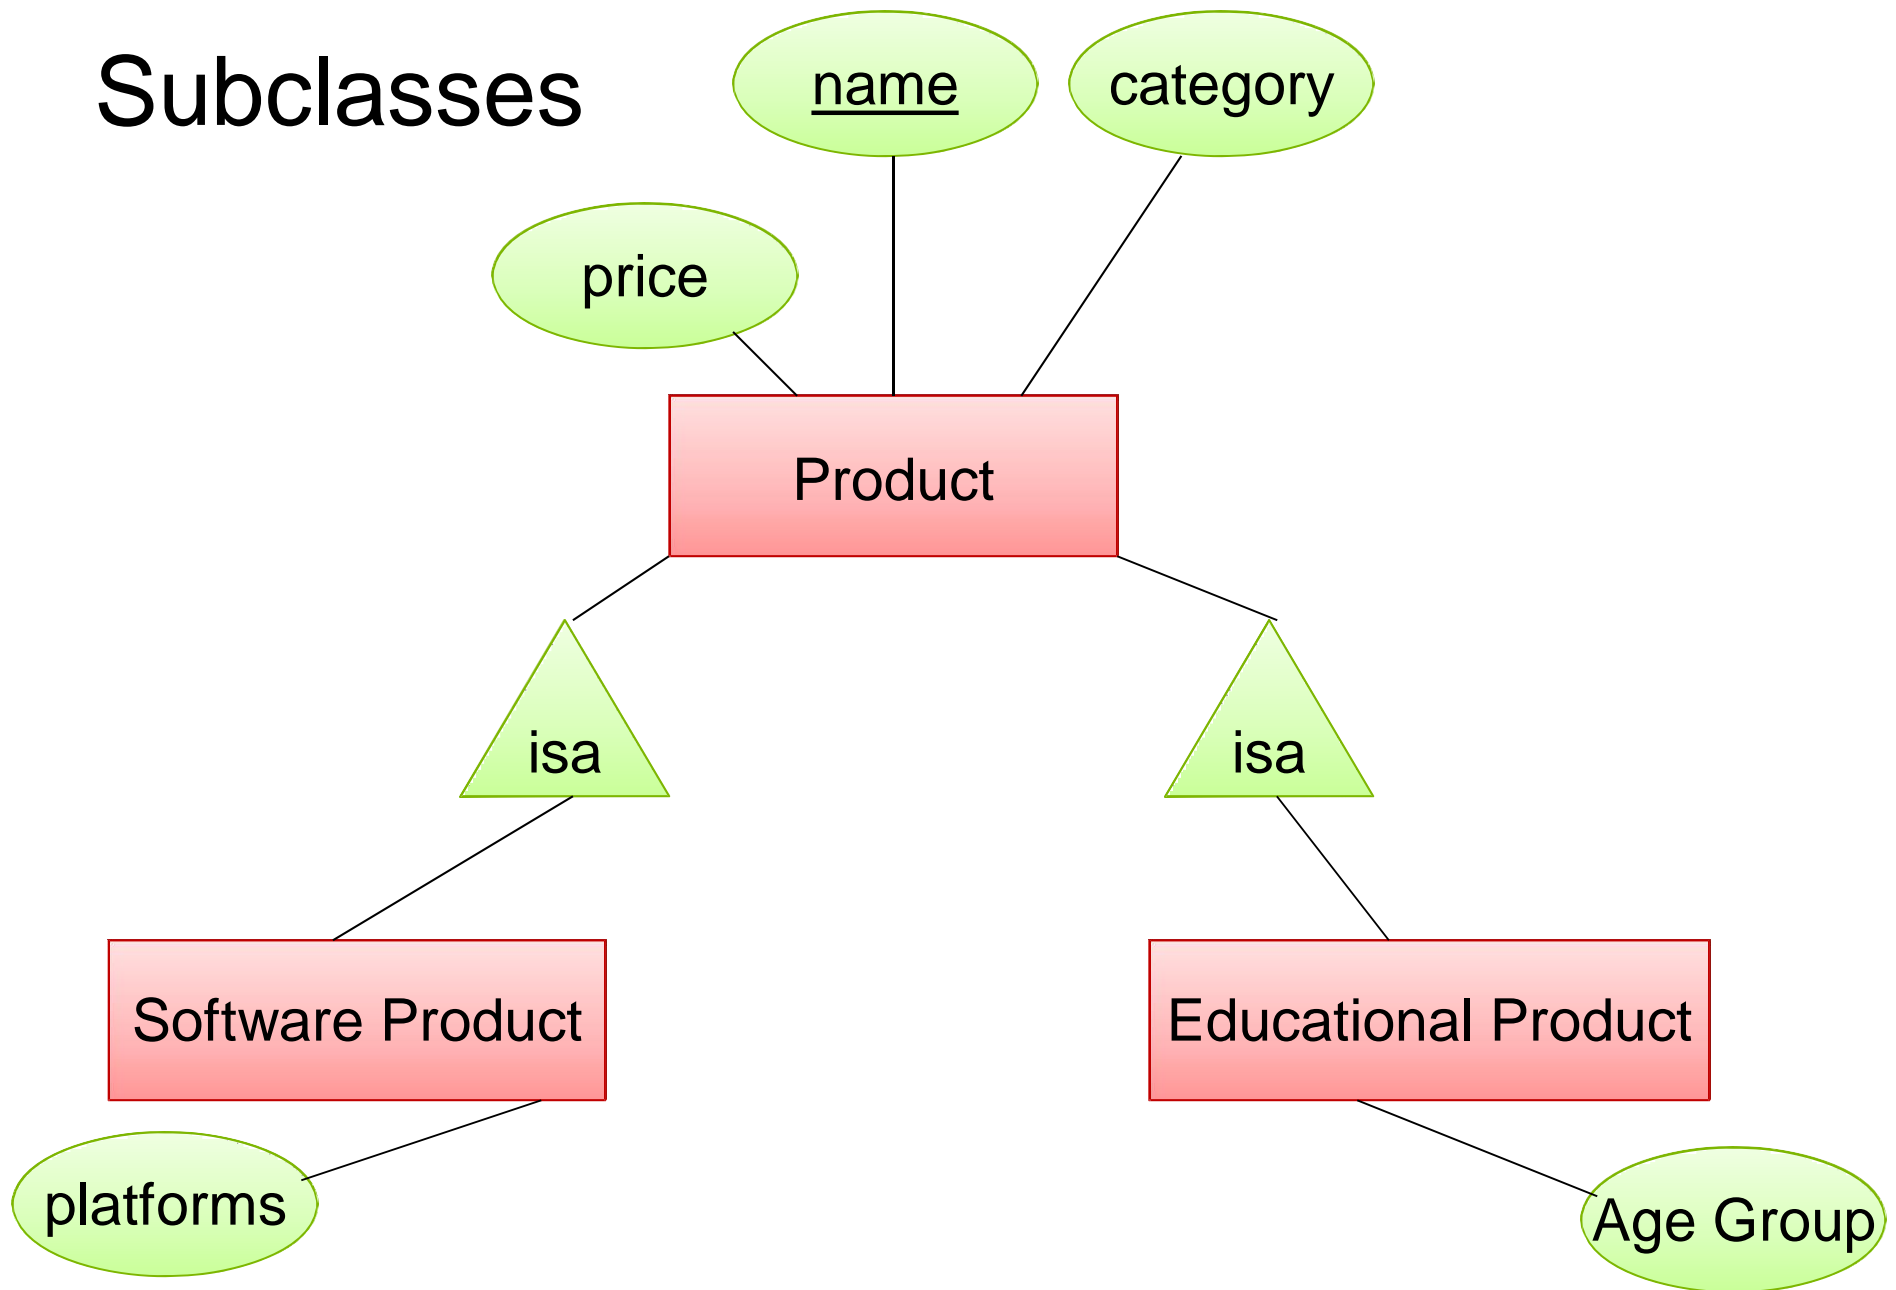 Subclasses
name
category
price
Product
isa
isa
Software Product
Educational Product
platforms
Age Group